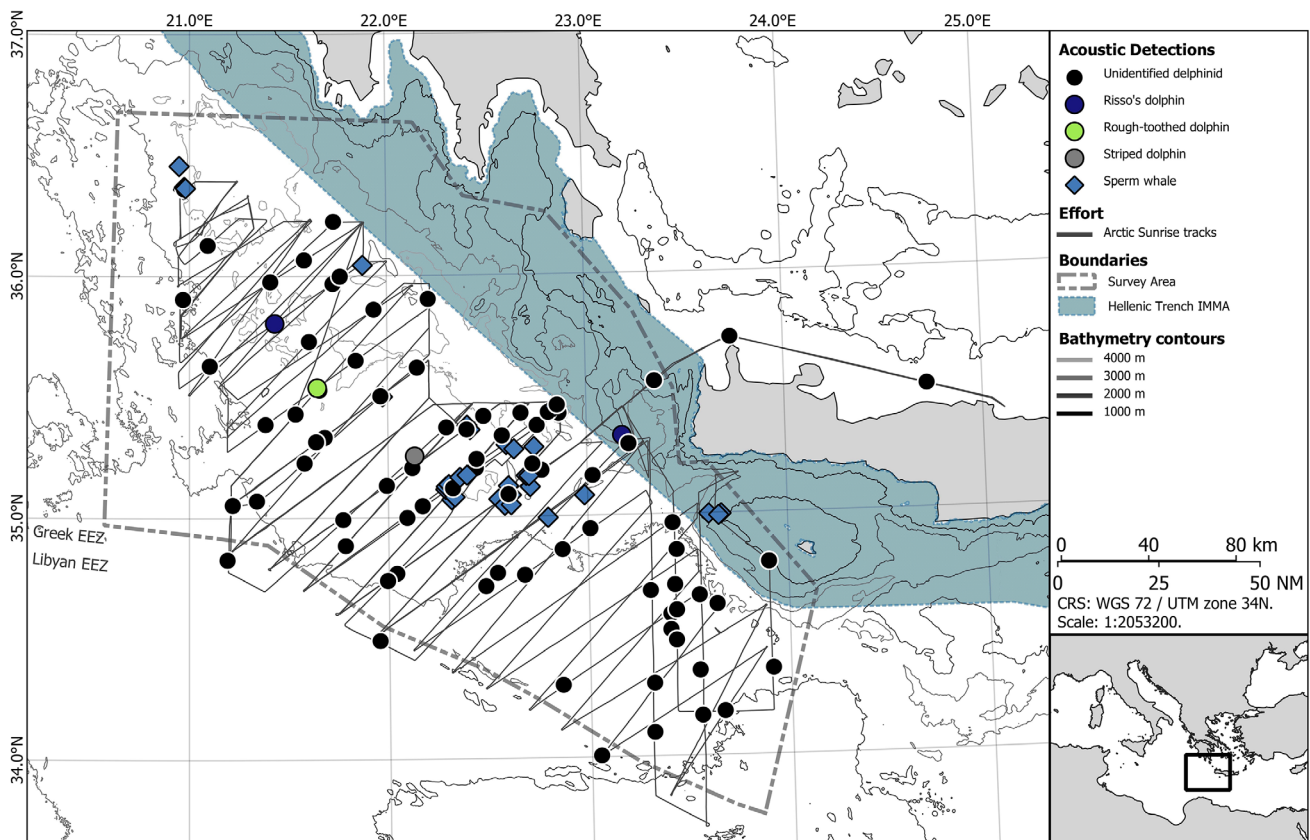 21.0°E 22.0°E 23.0°E 24.0°E 25.0°E
37.0°N
36.0°N
35.0°N
34.0°N
Greek EEZ
Libyan EEZ
Acoustic Detections
Unidentified delphinid
Risso's dolphin
Rough-toothed dolphin
Striped dolphin
Sperm whale
Effort
Arctic Sunrise tracks
Boundaries
Survey Area
Hellenic Trench IMMA
Bathymetry contours
4000 m
3000 m
2000 m
1000 m
0 40 80 km
0 25 50 NM
CRS: WGS 72 / UTM zone 34N.
Scale: 1:2053200.